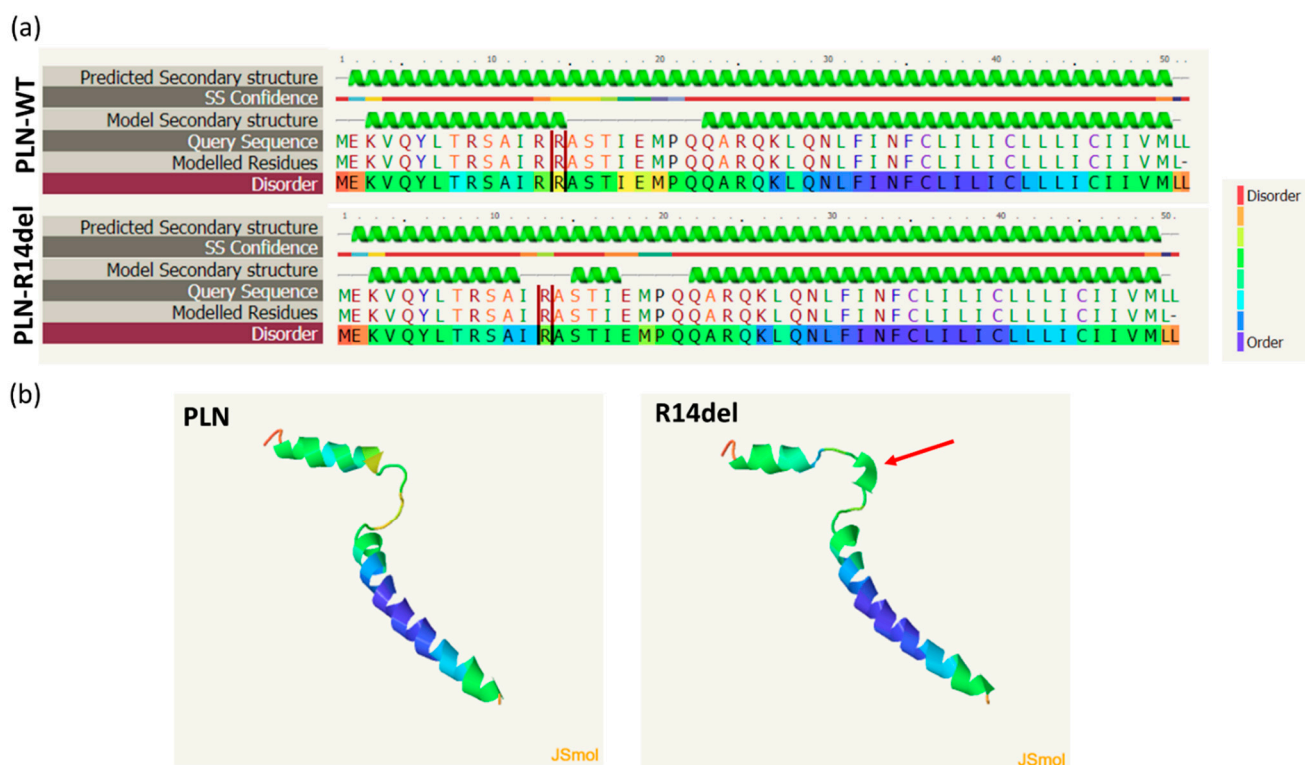 (a)
PLN-WT
1 10 20 30 40 50
Predicted Secondary structure
SS Confidence
Model Secondary structure
Query Sequence M E K V Q Y L T R S A I R R A S T I E M P Q Q A R Q K L Q N L F I N F C L I L I C L L L I C I I V M L L
Modelled Residues M E K V Q Y L T R S A I R R A S T I E M P Q Q A R Q K L Q N L F I N F C L I L I C L L L I C I I V M L -
Disorder M E K V Q Y L T R S A I R R A S T I E M P Q Q A R Q K L Q N L F I N F C L I L I C L L L I C I I V M L L
PLN-R14del
1 10 20 30 40 50
Predicted Secondary structure
SS Confidence
Model Secondary structure
Query Sequence M E K V Q Y L T R S A I R A S T I E M P Q Q A R Q K L Q N L F I N F C L I L I C L L L I C I I V M L L
Modelled Residues M E K V Q Y L T R S A I R A S T I E M P Q Q A R Q K L Q N L F I N F C L I L I C L L L I C I I V M L -
Disorder M E K V Q Y L T R S A I R A S T I E M P Q Q A R Q K L Q N L F I N F C L I L I C L L L I C I I V M L L
Disorder
Order
(b)
PLN
JSmol
R14del
JSmol